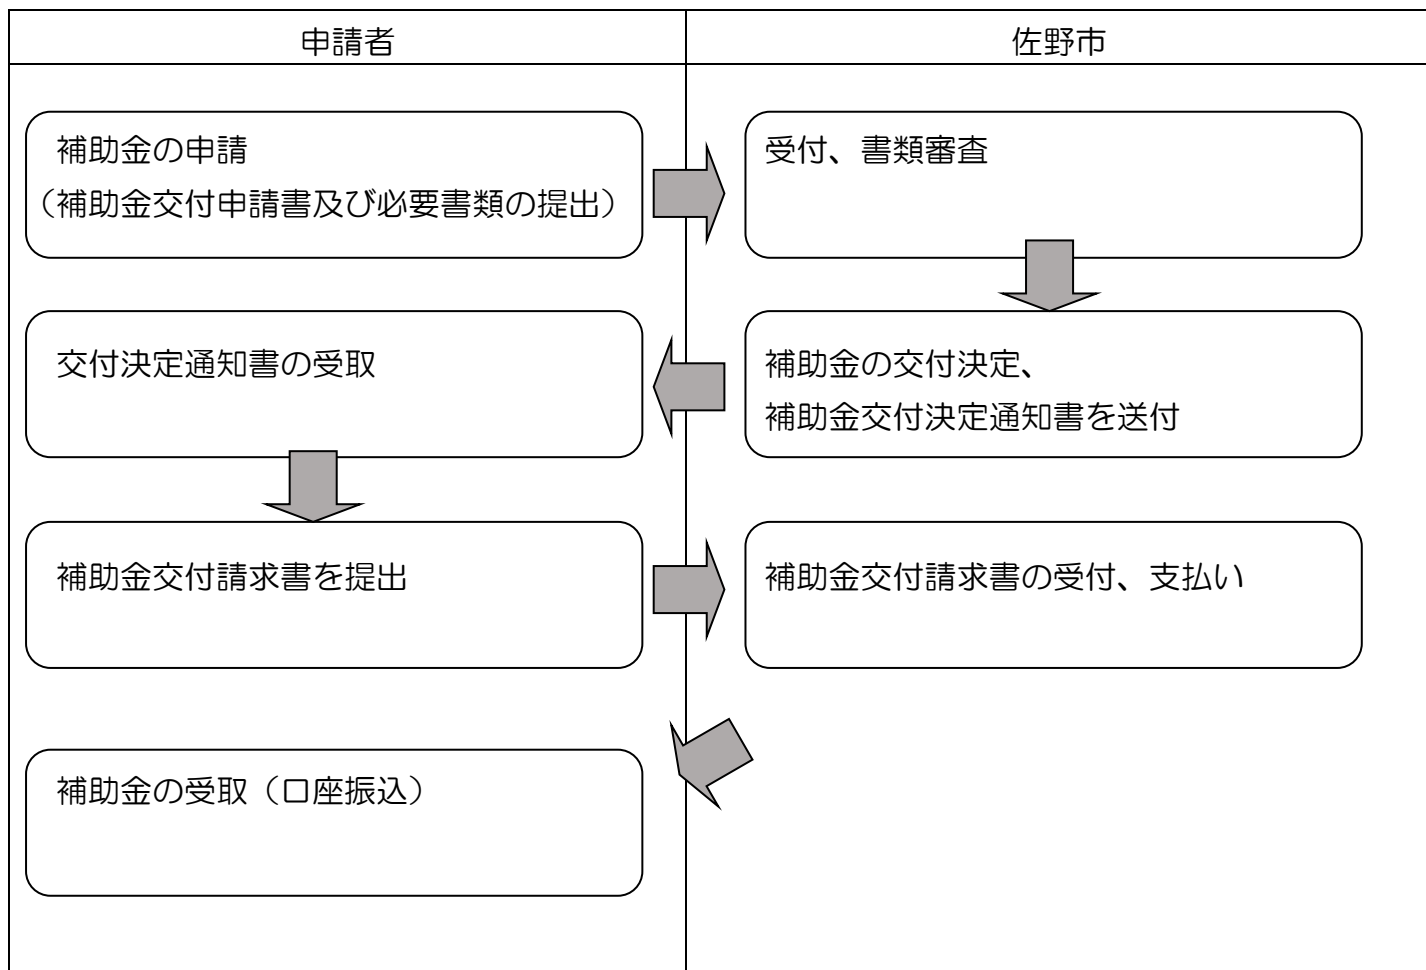 申請者
佐野市
補助金の申請
（補助金交付申請書及び必要書類の提出）
受付、書類審査
補助金の交付決定、
補助金交付決定通知書を送付
交付決定通知書の受取
補助金交付請求書を提出
補助金交付請求書の受付、支払い
補助金の受取（口座振込）